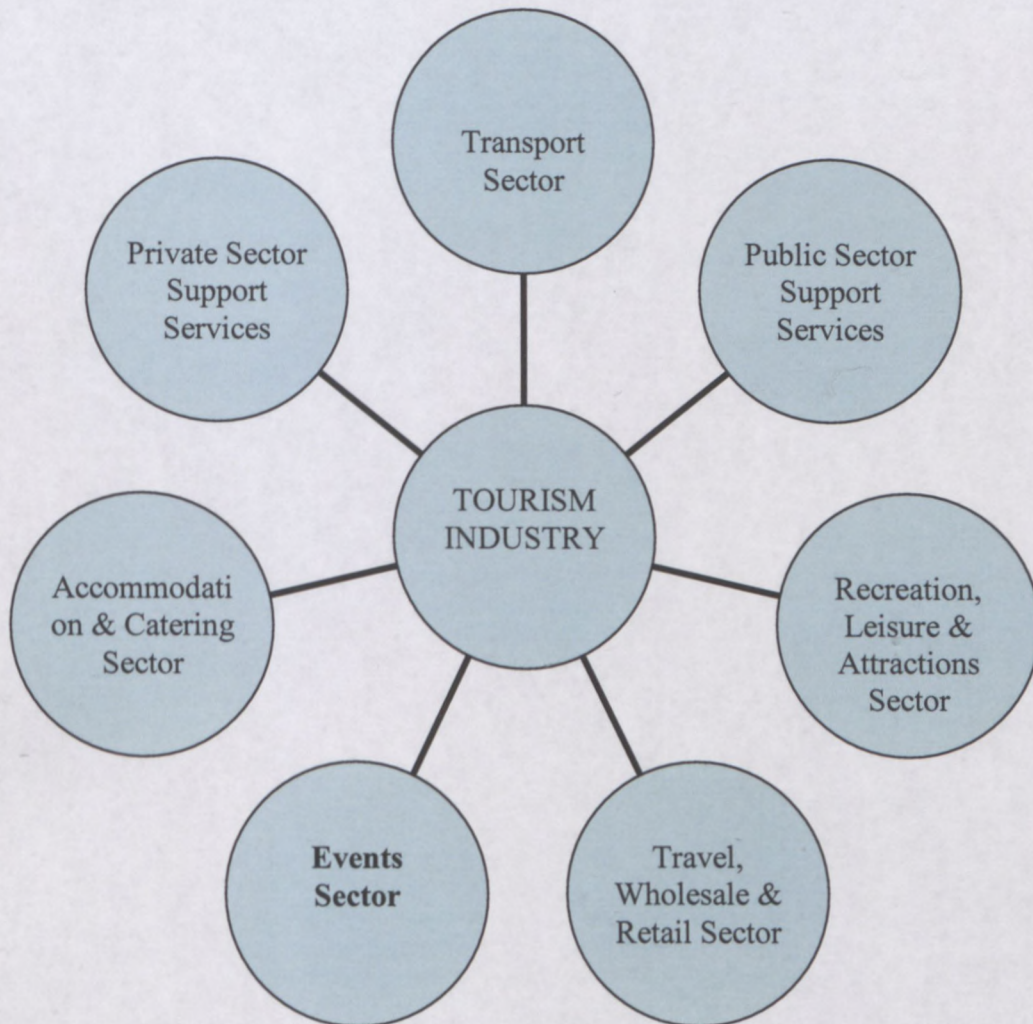 Transport
Sector
Private Sector
Support
Services
Public Sector
Support
Services
TOURISM
INDUSTRY
Accommodati
on & Catering
Sector
Recreation,
Leisure &
Attractions
Sector
Events
Sector
Travel,
Wholesale &
Retail Sector